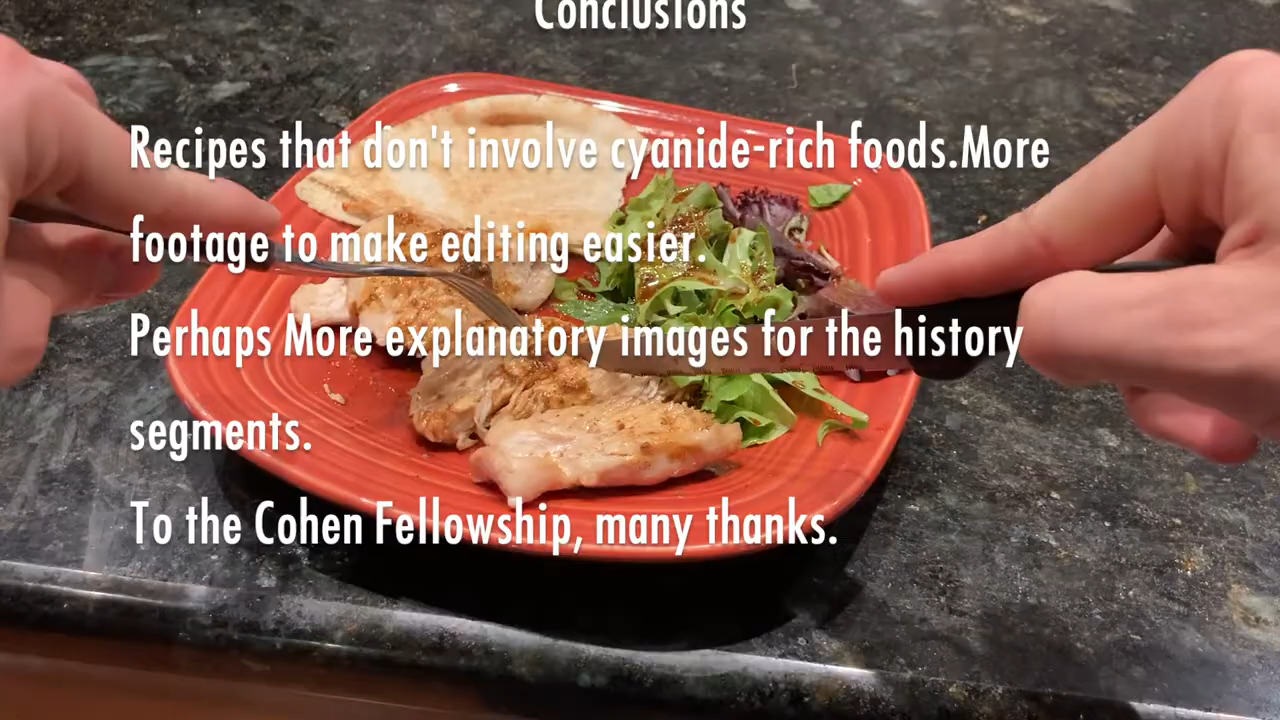 Conclusions
Recipes that don't involve cyanide-rich foods.More
footage to make editing easier.
Perhaps More explanatory images for the history
segments.
To the Cohen Fellowship, many thanks.